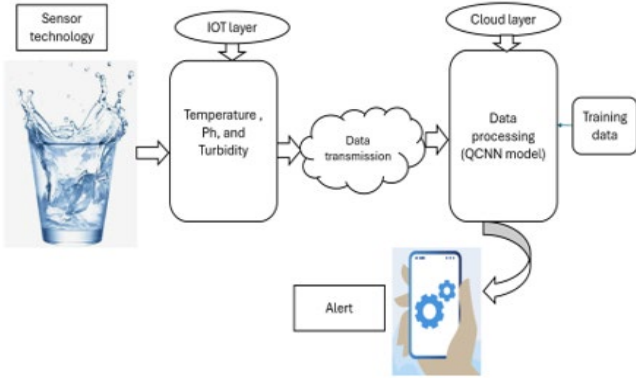 Sensor
technology
IOT layer
Cloud layer
Temperature ,
Ph, and
Turbidity
Data
transmission
Data
processing
(QCNN model)
Training
data
Alert